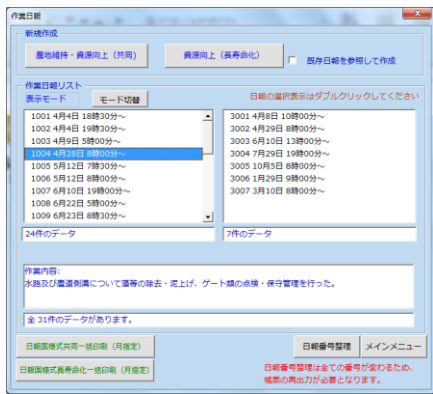 作業日報
新規作成
農地維持・資源向上（共同）
資源向上（長寿命化）
既存日報を参照して作成
作業日報リスト
表示モード
モード切替
日報の選択表示はダブルクリックしてください
1001 4月4日 18時30分～
1002 4月4日 19時30分～
1003 4月9日 5時00分～
1004 4月28日 8時00分～
1005 5月12日 7時30分～
1006 5月12日 8時00分～
1007 6月10日 19時00分～
1008 6月22日 5時00分～
1009 6月23日 8時30分～
3001 4月8日 10時00分～
3002 4月29日 8時00分～
3003 6月10日 13時00分～
3004 7月29日 19時00分～
3005 10月5日 8時00分～
3006 1月29日 9時00分～
3007 3月10日 8時00分～
24件のデータ
7件のデータ
作業内容:
水路及び農道側溝について藻等の除去・泥上げ、ゲート類の点検・保守管理を行った。
全 31件のデータがあります。
日報国様式共同一括印刷（月指定）
日報番号整理
メインメニュー
日報国様式長寿命化一括印刷（月指定）
日報番号整理は全ての番号が変わるため、
帳票の再出力が必要となります。